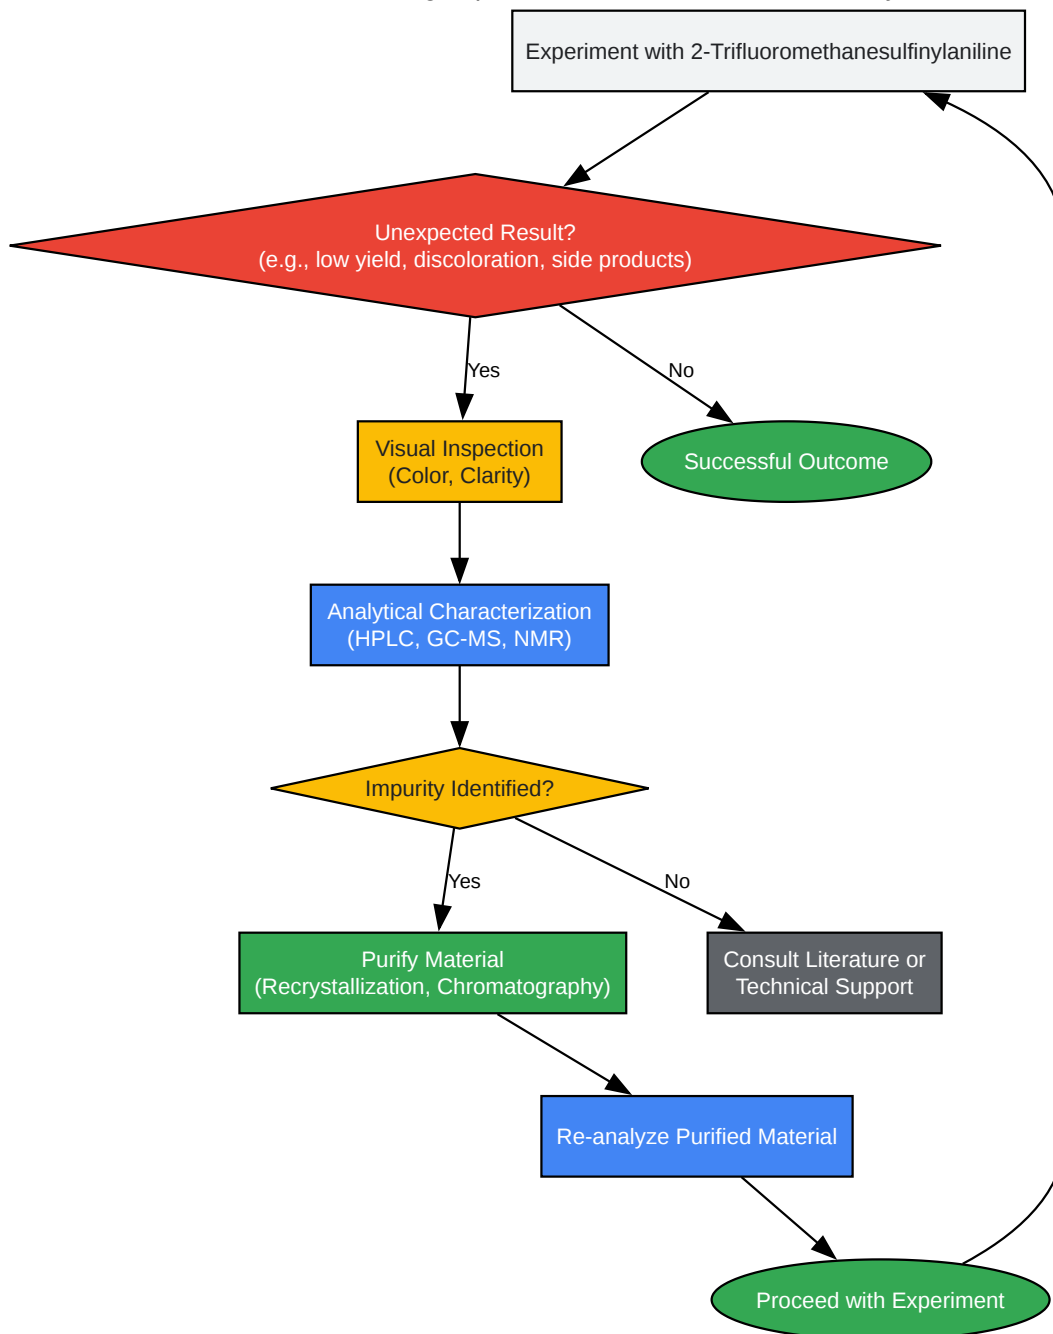 Experiment with 2-Trifluoromethanesulfinylaniline
Unexpected Result?
(e.g., low yield, discoloration, side products)
Yes
No
Visual Inspection
(Color, Clarity)
Successful Outcome
Analytical Characterization
(HPLC, GC-MS, NMR)
Impurity Identified?
Yes
No
Purify Material
(Recrystallization, Chromatography)
Consult Literature or
Technical Support
Re-analyze Purified Material
Proceed with Experiment